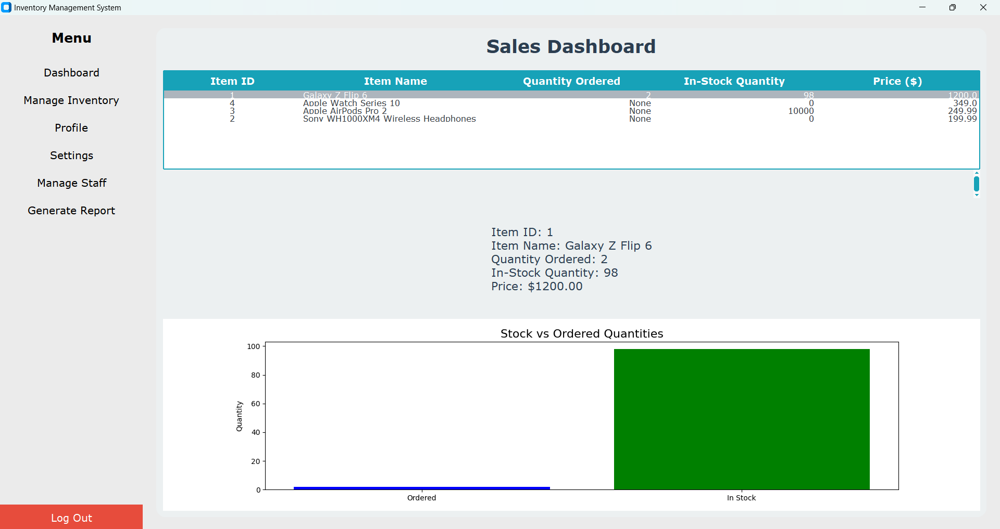 Inventory Management System
Menu
Dashboard
Manage Inventory
Profile
Settings
Manage Staff
Generate Report
Log Out
Sales Dashboard
Item ID Item Name Quantity Ordered In-Stock Quantity Price ($)
1 Galaxy Z Flip 6 2 98 1200.0
4 Apple Watch Series 10 None 0 349.0
3 Apple AirPods Pro 2 None 10000 249.99
2 Sony WH1000XM4 Wireless Headphones None 0 199.99
Item ID: 1
Item Name: Galaxy Z Flip 6
Quantity Ordered: 2
In-Stock Quantity: 98
Price: $1200.00
Stock vs Ordered Quantities
Quantity
100
80
60
40
20
0
Ordered In Stock